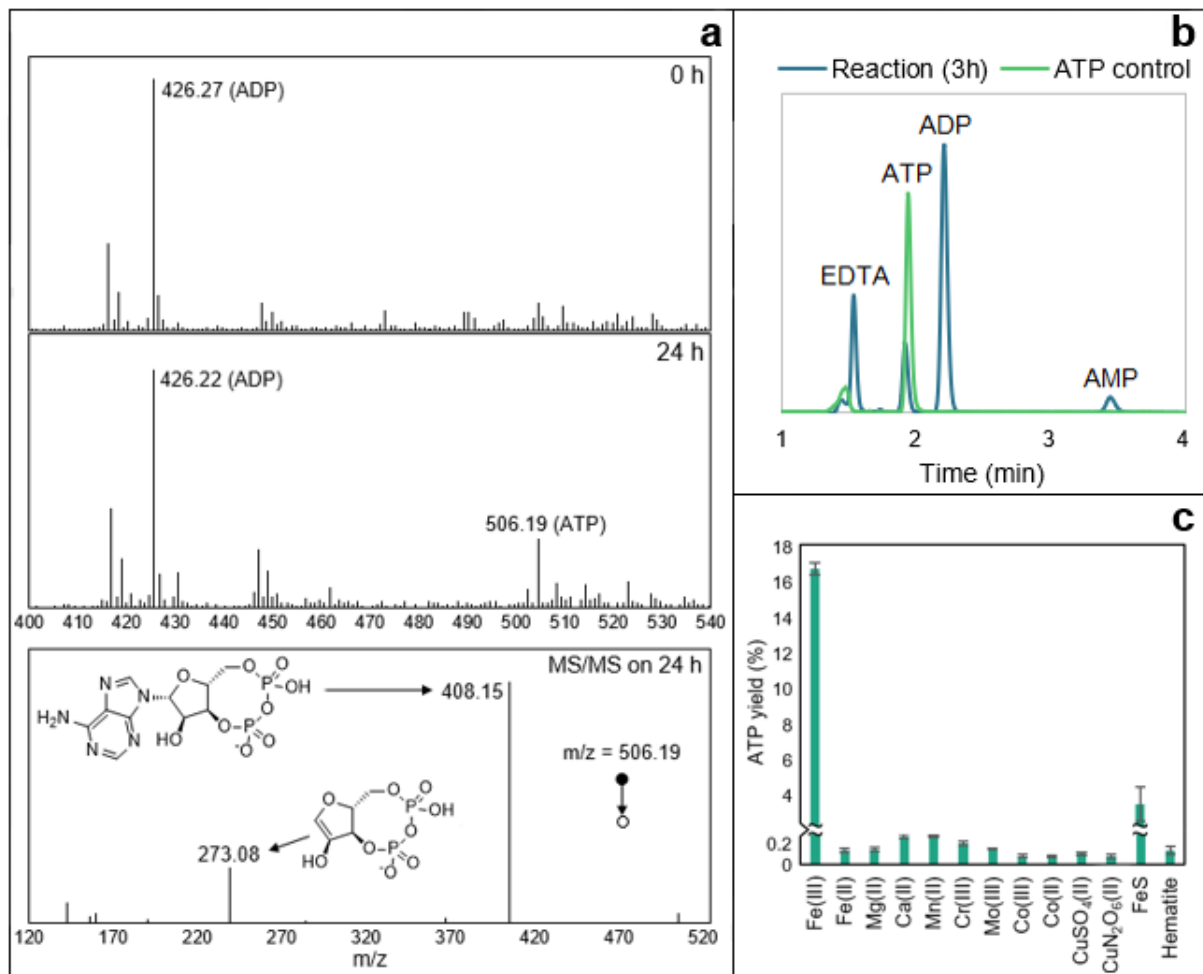 a
0 h
426.27 (ADP)
24 h
426.22 (ADP)
506.19 (ATP)
400 410 420 430 440 450 460 470 480 490 500 510 520 530 540
MS/MS on 24 h
408.15
m/z = 506.19
273.08
O
O
O
P
OH
O
P
O
O
-O
HO
N
N
N
N
H2N
O
O
O
P
OH
O
P
O
O
-O
HO
120 170 220 270 320 370 420 470 520
m/z
b
Reaction (3h) ATP control
ADP
ATP
EDTA
AMP
1 2 3 4
Time (min)
c
ATP yield (%)
18
16
14
12
10
8
6
4
0.2
0
Fe(III)
Fe(II)
Mg(II)
Ca(II)
Mn(II)
Cr(III)
Mo(III)
Co(III)
Co(II)
CuSO4(II)
CuN2O6(II)
FeS
Hematite